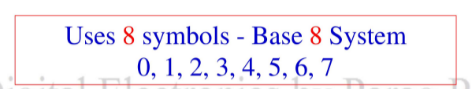 Uses 8 symbols - Base 8 System
0, 1, 2, 3, 4, 5, 6, 7